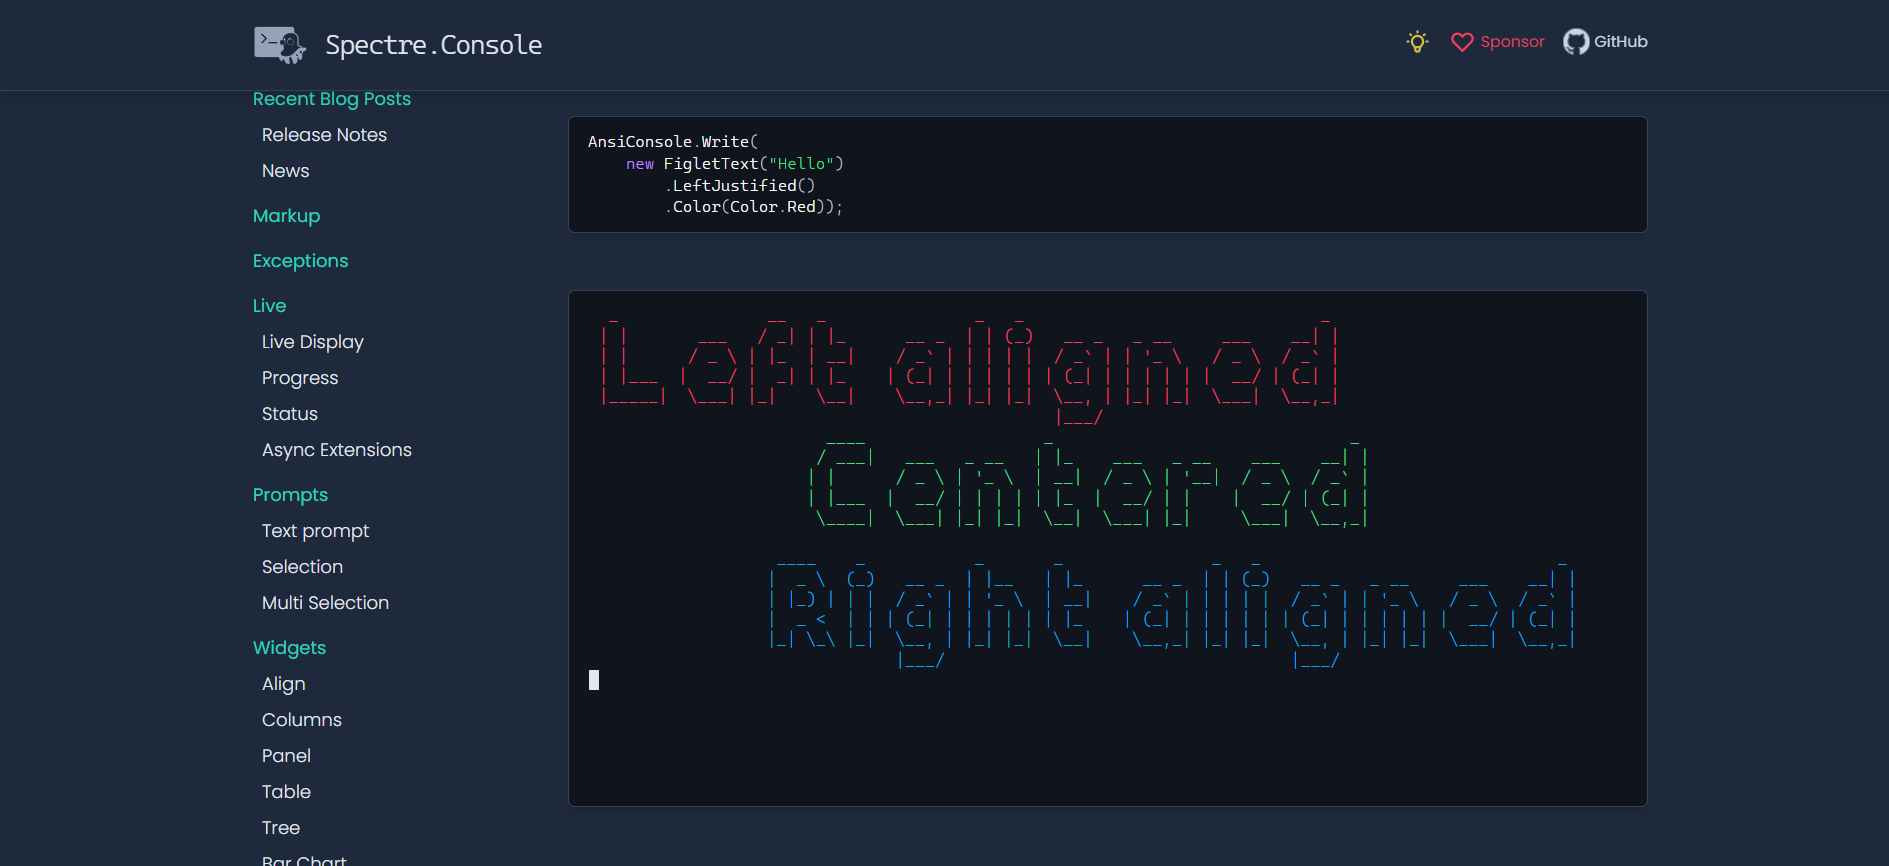 Spectre.Console
Sponsor
GitHub
Recent Blog Posts
Release Notes
News
Markup
Exceptions
Live
Live Display
Progress
Status
Async Extensions
Prompts
Text prompt
Selection
Multi Selection
Widgets
Align
Columns
Panel
Table
Tree
Bar Chart
AnsiConsole.Write(
    new FigletText("Hello")
        .LeftJustified()
        .Color(Color.Red));
Left aligned
Centered
Right aligned